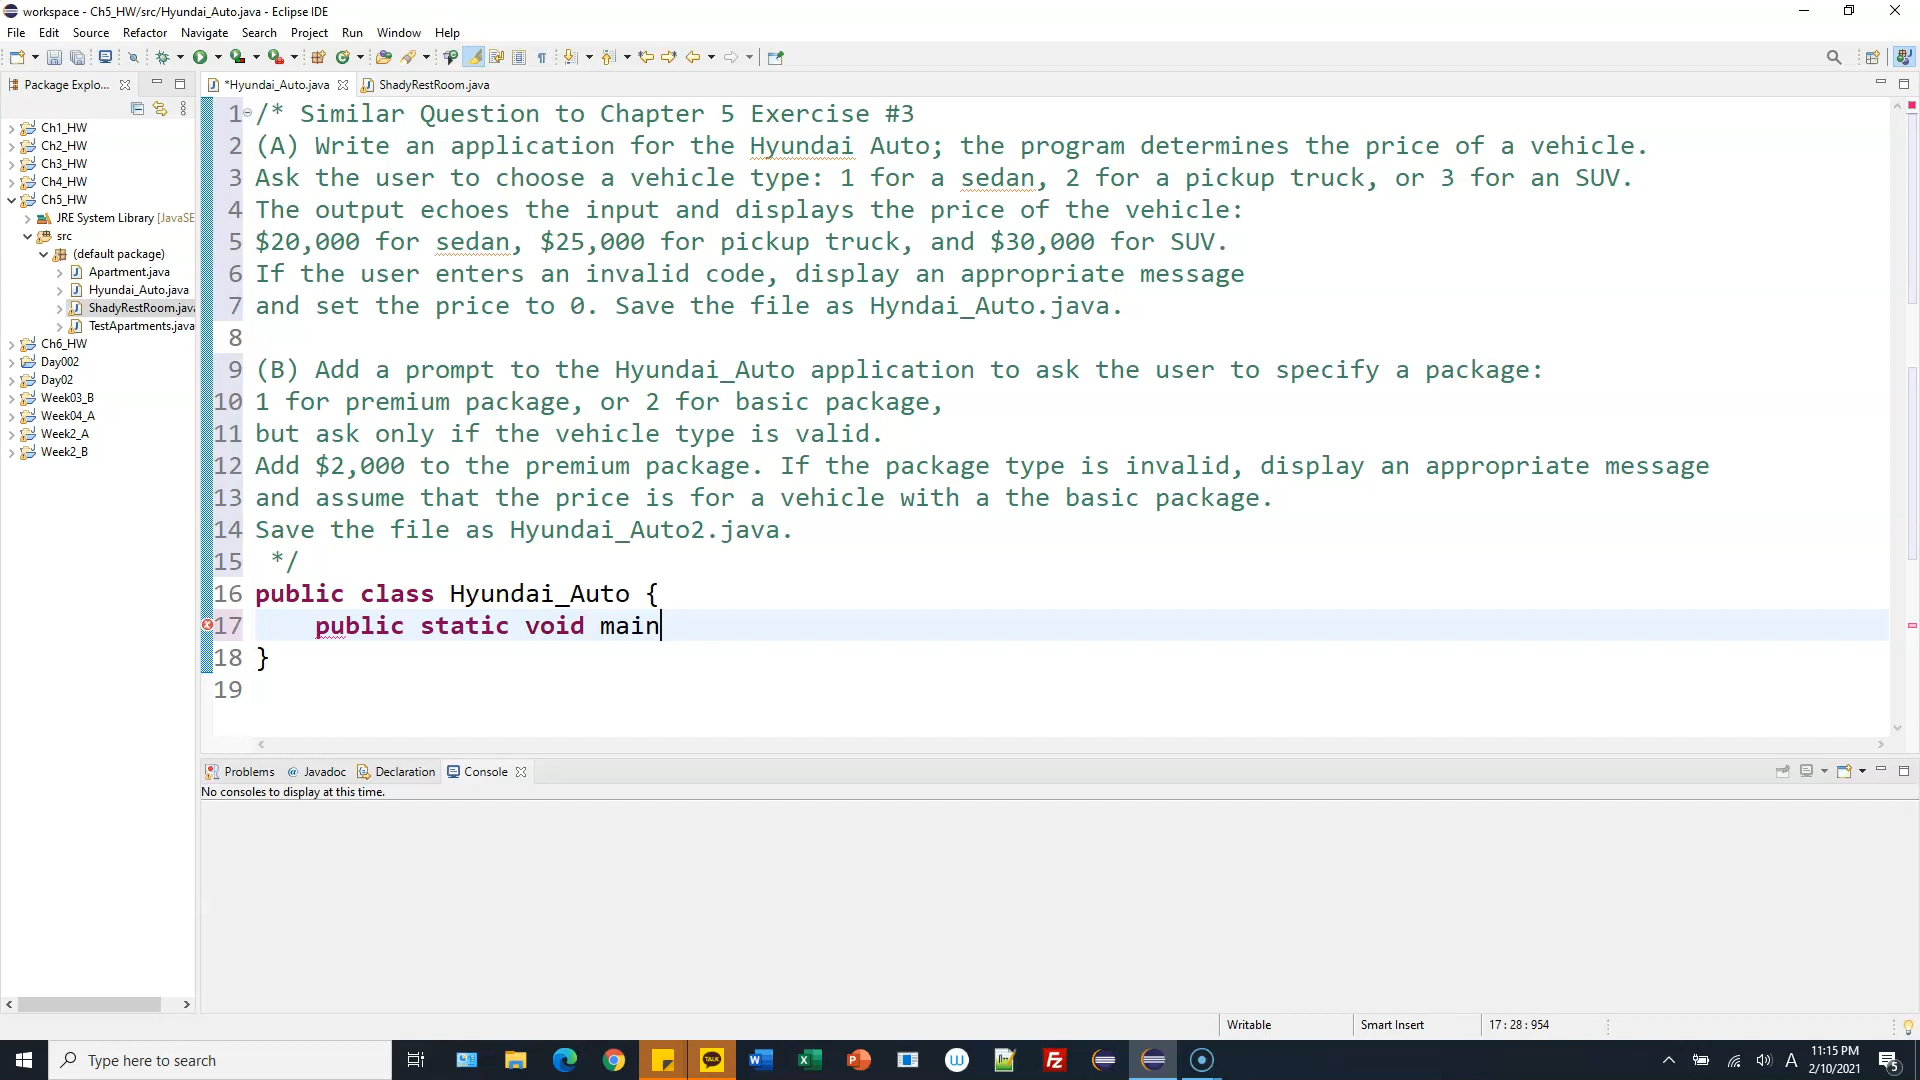 workspace - Ch5_HW/src/Hyundai_Auto.java - Eclipse IDE
File Edit Source Refactor Navigate Search Project Run Window Help
Package Explo...
*Hyundai_Auto.java
ShadyRestRoom.java
Ch1_HW
Ch2_HW
Ch3_HW
Ch4_HW
Ch5_HW
JRE System Library [JavaSE
src
(default package)
Apartment.java
Hyundai_Auto.java
ShadyRestRoom.java
TestApartments.java
Ch6_HW
Day002
Day02
Week03_B
Week04_A
Week2_A
Week2_B
1 /* Similar Question to Chapter 5 Exercise #3
2 (A) Write an application for the Hyundai Auto; the program determines the price of a vehicle.
3 Ask the user to choose a vehicle type: 1 for a sedan, 2 for a pickup truck, or 3 for an SUV.
4 The output echoes the input and displays the price of the vehicle:
5 $20,000 for sedan, $25,000 for pickup truck, and $30,000 for SUV.
6 If the user enters an invalid code, display an appropriate message
7 and set the price to 0. Save the file as Hyndai_Auto.java.
8
9 (B) Add a prompt to the Hyundai_Auto application to ask the user to specify a package:
10 1 for premium package, or 2 for basic package,
11 but ask only if the vehicle type is valid.
12 Add $2,000 to the premium package. If the package type is invalid, display an appropriate message
13 and assume that the price is for a vehicle with a the basic package.
14 Save the file as Hyundai_Auto2.java.
15 */
16 public class Hyundai_Auto {
17 public static void main
18 }
19
Problems @ Javadoc Declaration Console
No consoles to display at this time.
Writable Smart Insert 17 : 28 : 954
Type here to search
TALK
A
11:15 PM
2/10/2021
5